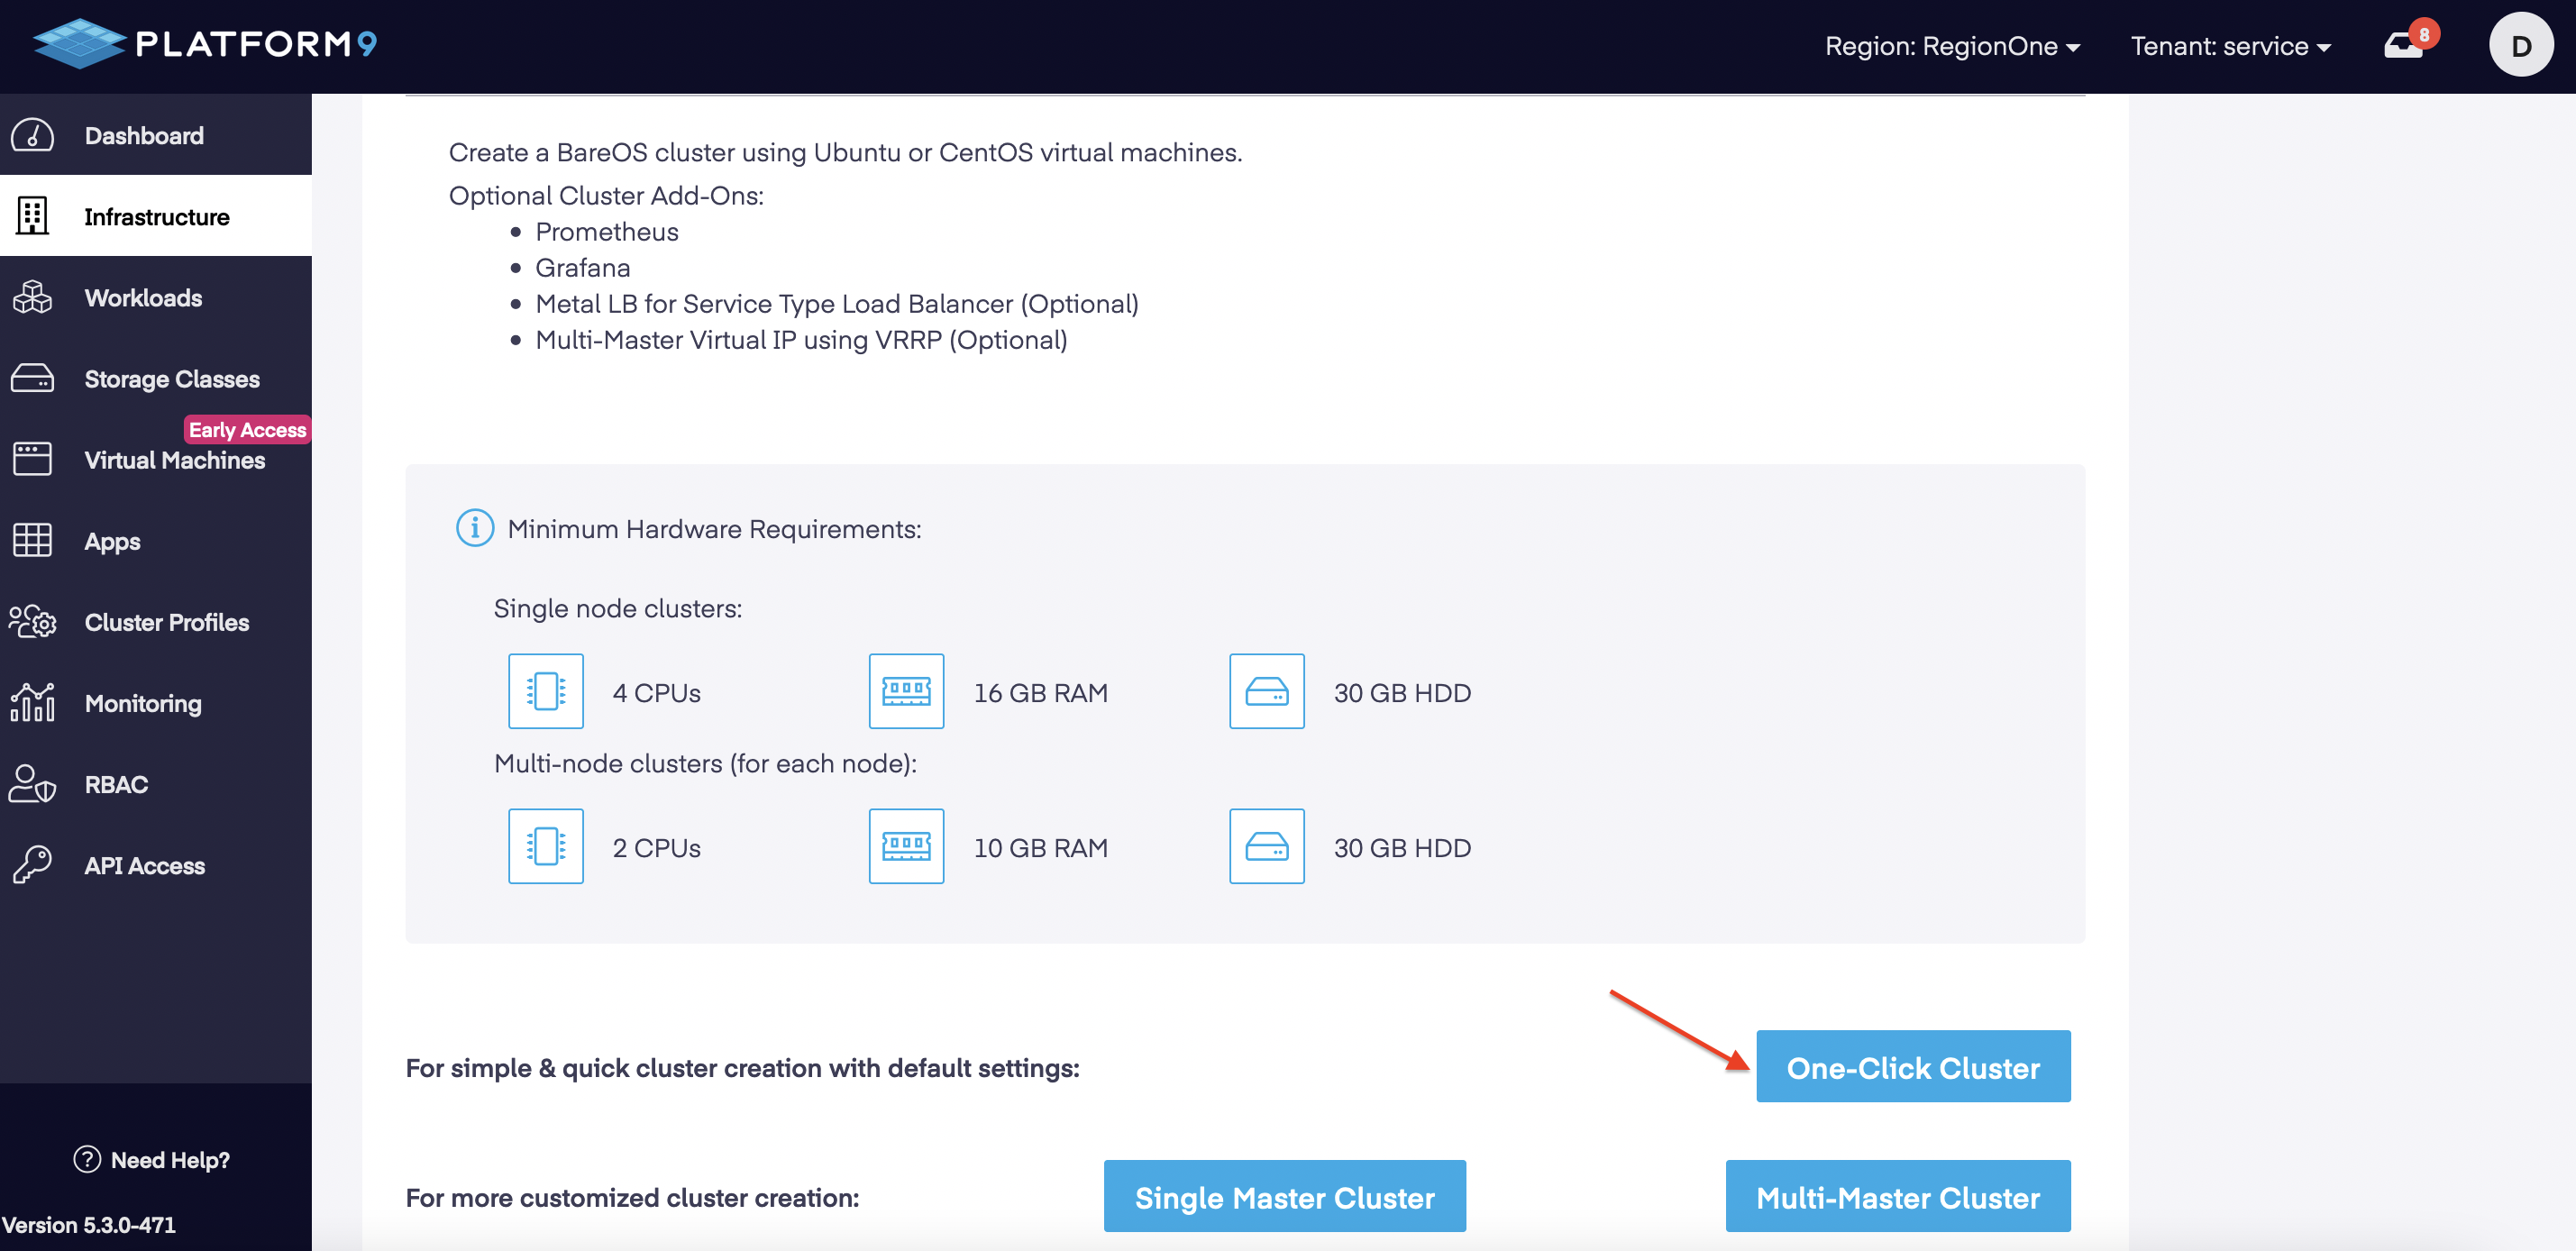 PLATFORM9
Region: RegionOne
Tenant: service
8
D
Dashboard
Infrastructure
Workloads
Storage Classes
Early Access
Virtual Machines
Apps
Cluster Profiles
Monitoring
RBAC
API Access
Need Help?
Version 5.3.0-471
Create a BareOS cluster using Ubuntu or CentOS virtual machines.
Optional Cluster Add-Ons:
• Prometheus
• Grafana
• Metal LB for Service Type Load Balancer (Optional)
• Multi-Master Virtual IP using VRRP (Optional)
Minimum Hardware Requirements:
Single node clusters:
4 CPUs 16 GB RAM 30 GB HDD
Multi-node clusters (for each node):
2 CPUs 10 GB RAM 30 GB HDD
For simple & quick cluster creation with default settings: One-Click Cluster
For more customized cluster creation: Single Master Cluster Multi-Master Cluster